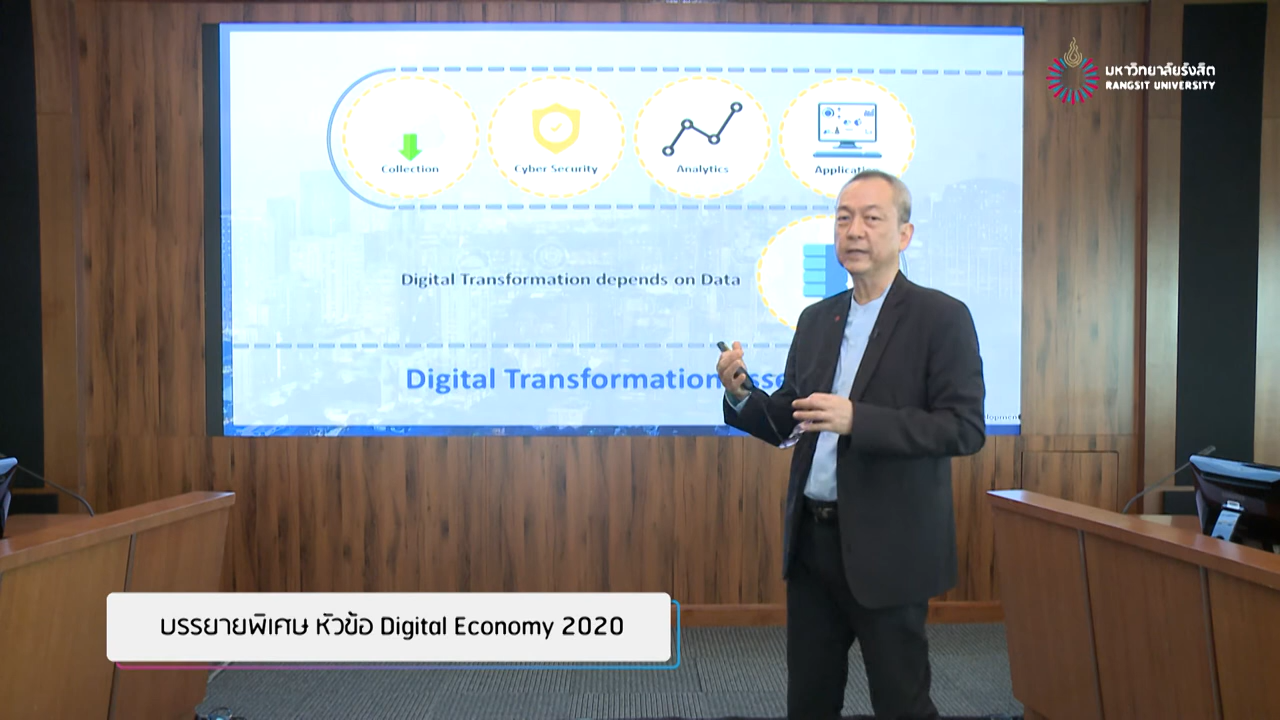 มหาวิทยาลัยรังสิต
RANGSIT UNIVERSITY
Collection
Cyber Security
Analytics
Digital Transformation depends on Data
Digital Transformation
บรรยายพิเศษ หัวข้อ Digital Economy 2020